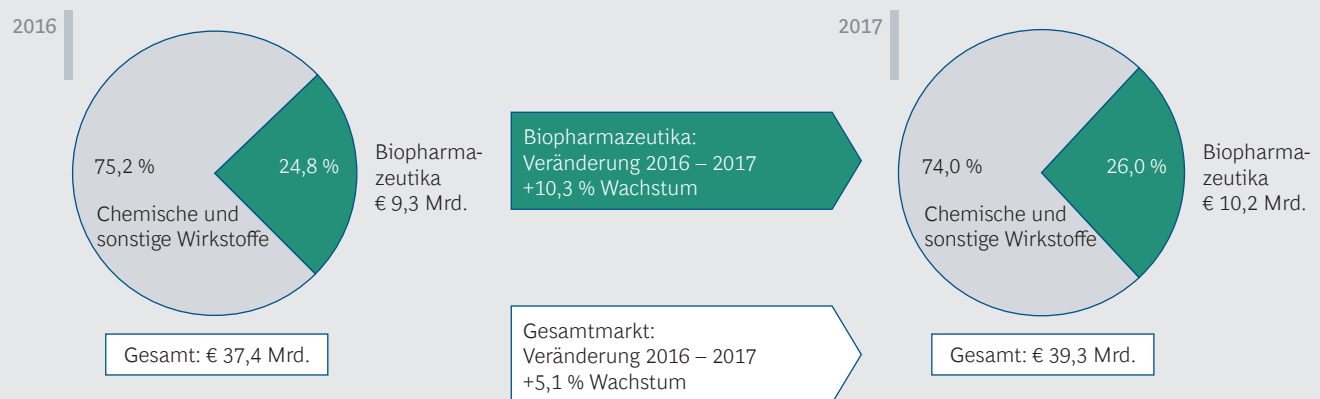 2016
75,2 %
24,8 %
Chemische und
sonstige Wirkstoffe
Biopharma-
zeutika
€ 9,3 Mrd.
Gesamt: € 37,4 Mrd.
Biopharmazeutika:
Veränderung 2016 – 2017
+10,3 % Wachstum
Gesamtmarkt:
Veränderung 2016 – 2017
+5,1 % Wachstum
2017
74,0 %
26,0 %
Chemische und
sonstige Wirkstoffe
Biopharma-
zeutika
€ 10,2 Mrd.
Gesamt: € 39,3 Mrd.